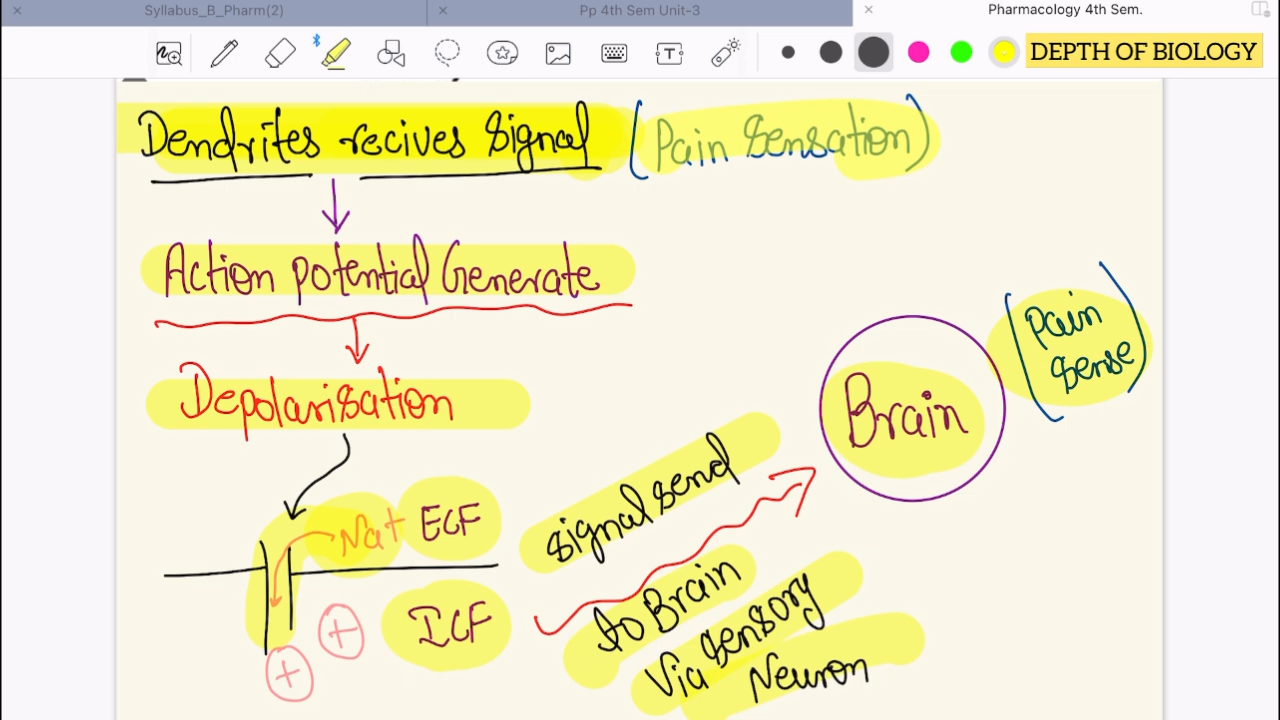 Syllabus_B_Pharm(2)
Pp 4th Sem Unit-3
Pharmacology 4th Sem.
DEPTH OF BIOLOGY
Dendrites recives Signal (Pain Sensation)
Action potential Generate
Depolarisation
Na+ ECF
ICF
+
+
Signal send
to Brain
Via Sensory
Neuron
Brain
(Pain
Sense)